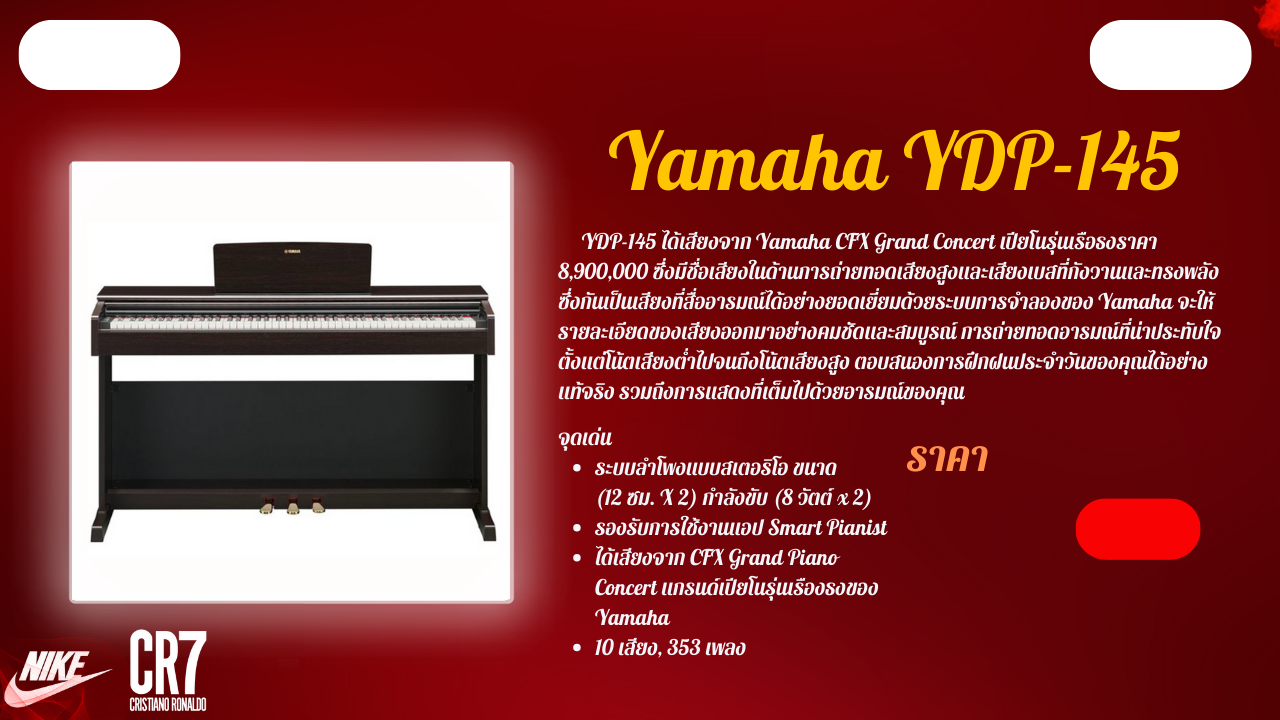 Yamaha YDP-145
YDP-145 ได้เสียงจาก Yamaha CFX Grand Concert เปียโนรุ่นเรือธงราคา
8,900,000 ซึ่งมีชื่อเสียงในด้านการถ่ายทอดเสียงสูงและเสียงเบสที่กังวานและทรงพลัง
ซึ่งกันเป็นเสียงที่สื่ออารมณ์ได้อย่างยอดเยี่ยมด้วยระบบการจำลองของ Yamaha จะให้
รายละเอียดของเสียงออกมาอย่างคมชัดและสมบูรณ์ การถ่ายทอดอารมณ์ที่น่าประทับใจ
ตั้งแต่โน้ตเสียงต่ำไปจนถึงโน้ตเสียงสูง ตอบสนองการฝึกฝนประจำวันของคุณได้อย่าง
แท้จริง รวมถึงการแสดงที่เต็มไปด้วยอารมณ์ของคุณ
จุดเด่น
ระบบลำโพงแบบสเตอริโอ ขนาด
(12 ซม. X 2) กำลังขับ (8 วัตต์ x 2)
รองรับการใช้งานแอป Smart Pianist
ได้เสียงจาก CFX Grand Piano
Concert แกรนด์เปียโนรุ่นเรืองธงของ
Yamaha
10 เสียง, 353 เพลง
ราคา
YAMAHA
NIKE
CR7
CRISTIANO RONALDO